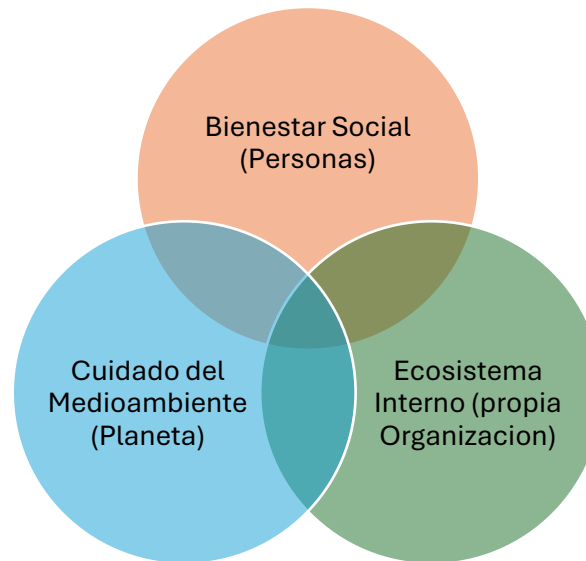 Bienestar Social
(Personas)
Cuidado del
Medioambiente
(Planeta)
Ecosistema
Interno (propia
Organizacion)